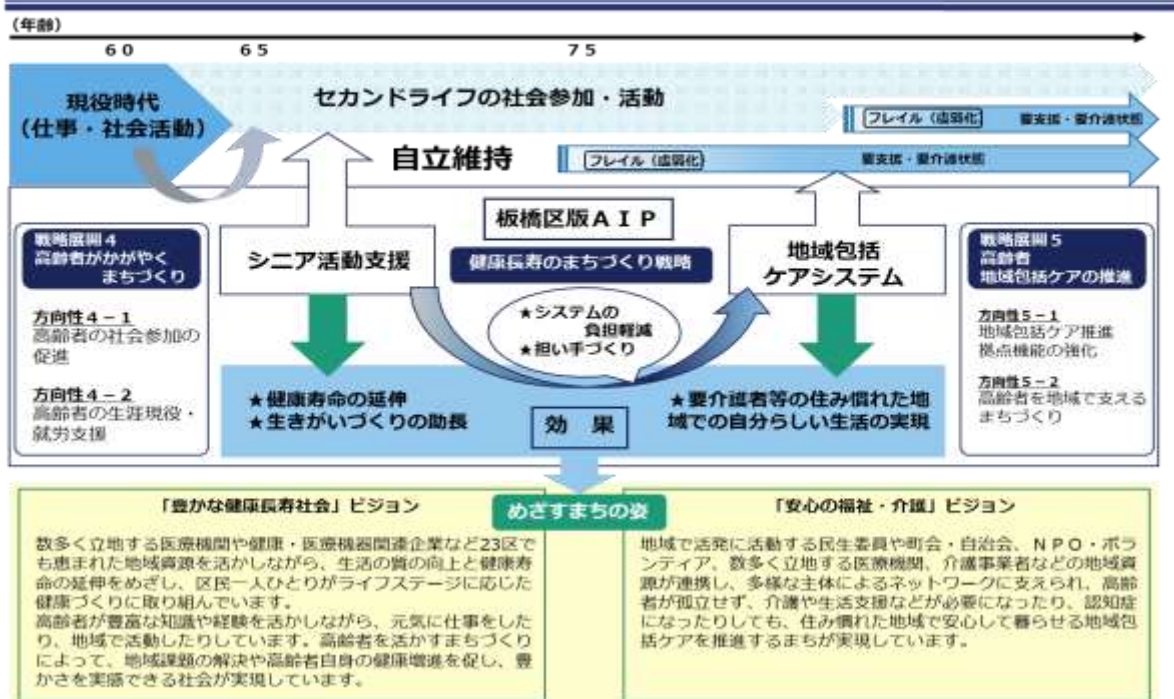 (年齢)
60 65 75
現役時代
(仕事・社会活動)
セカンドライフの社会参加・活動
フレイル(虚弱化)
要支援・要介護状態
自立維持
フレイル(虚弱化)
要支援・要介護状態
板橋区版AIP
戦略展開4
高齢者がかがやく
まちづくり
方向性4-1
高齢者の社会参加の
促進
方向性4-2
高齢者の生涯現役・
就労支援
シニア活動支援
健康長寿のまちづくり戦略
地域包括
ケアシステム
★システムの
負担軽減
★担い手づくり
戦略展開5
高齢者
地域包括ケアの推進
方向性5-1
地域包括ケア推進
拠点機能の強化
方向性5-2
高齢者を地域で支える
まちづくり
★健康寿命の延伸
★生きがいづくりの助長
効 果
★要介護者等の住み慣れた地
域での自分らしい生活の実現
めざすまちの姿
「豊かな健康長寿社会」ビジョン
数多く立地する医療機関や健康・医療機器関連企業など23区で
も恵まれた地域資源を活かしながら、生活の質の向上と健康寿
命の延伸をめざし、区民一人ひとりがライフステージに応じた
健康づくりに取り組んでいます。
高齢者が豊富な知識や経験を活かしながら、元気に仕事をした
り、地域で活動したりしています。高齢者を活かすまちづくり
によって、地域課題の解決や高齢者自身の健康増進を促し、豊
かさを実感できる社会が実現しています。
「安心の福祉・介護」ビジョン
地域で活発に活動する民生委員や町会・自治会、NPO・ボラ
ンティア、数多く立地する医療機関、介護事業者などの地域資
源が連携し、多様な主体によるネットワークに支えられ、高齢
者が孤立せず、介護や生活支援などが必要になったり、認知症
になったりしても、住み慣れた地域で安心して暮らせる地域包
括ケアを推進するまちが実現しています。